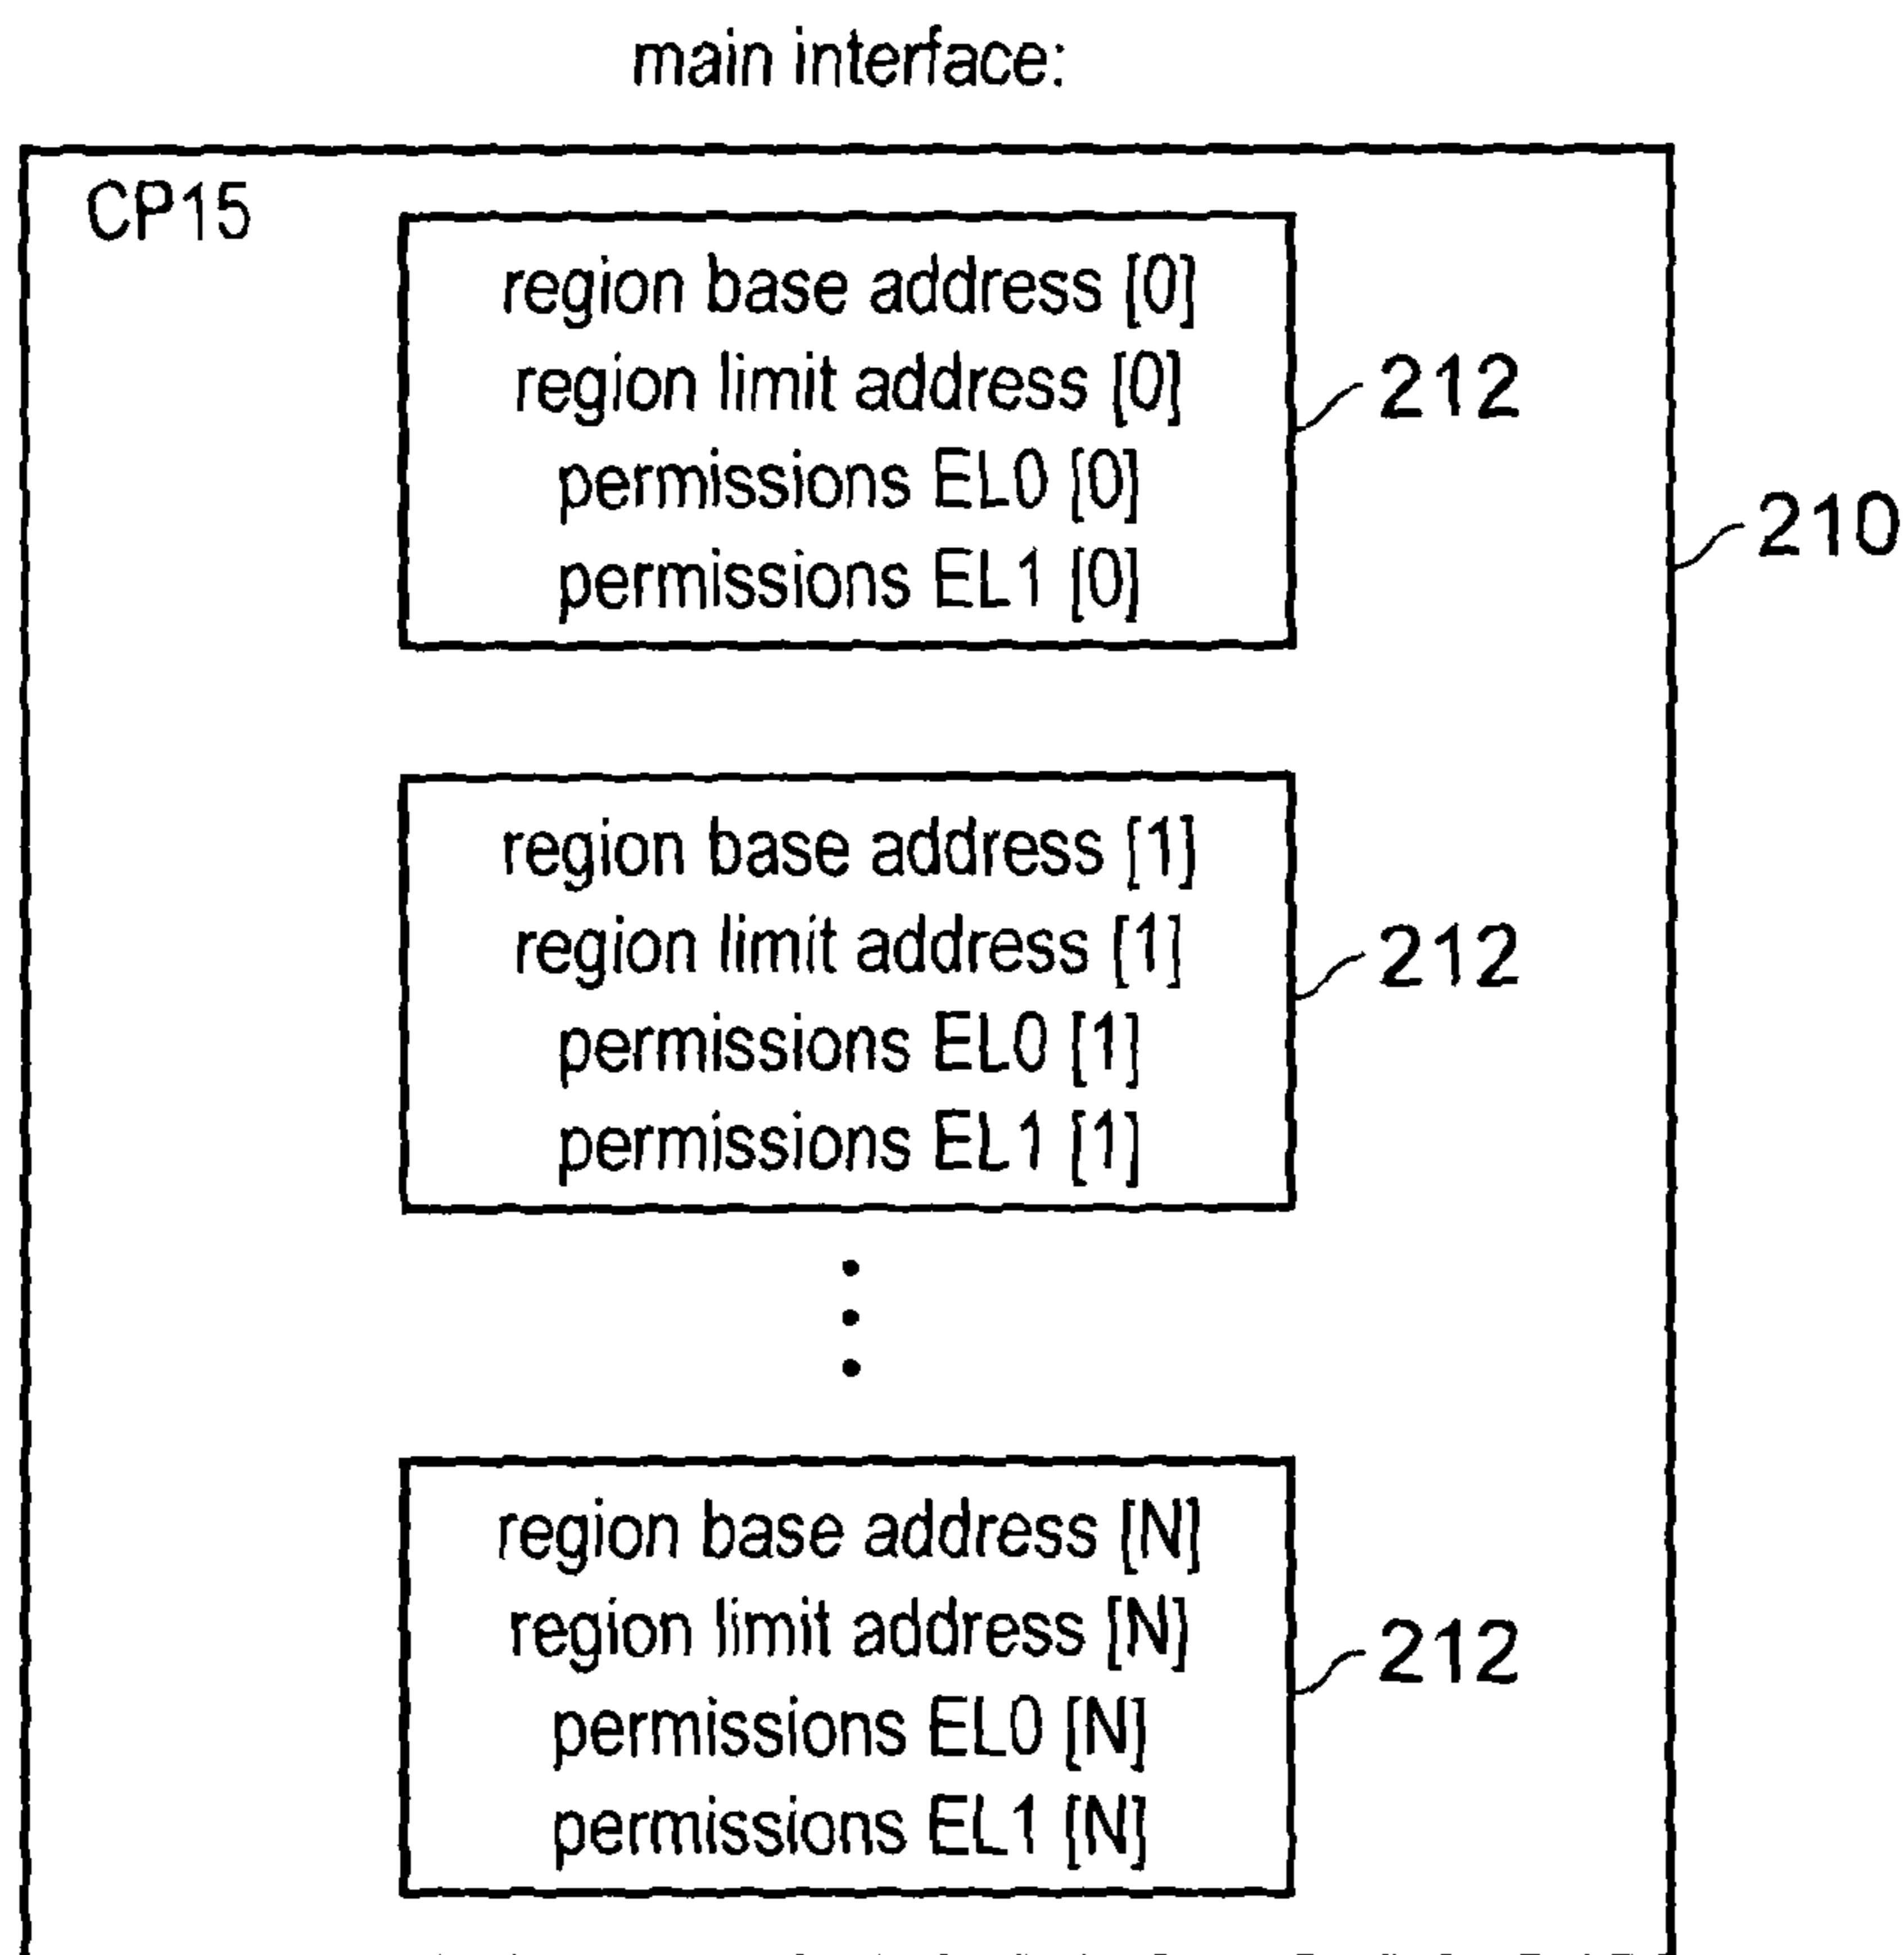 main interface:
CP15
region base address [0]
region limit address [0]
permissions EL0 [0]
permissions EL1 [0]
212
210
region base address [1]
region limit address [1]
permissions EL0 [1]
permissions EL1 [1]
212
region base address [N]
region limit address [N]
permissions EL0 [N]
permissions EL1 [N]
212